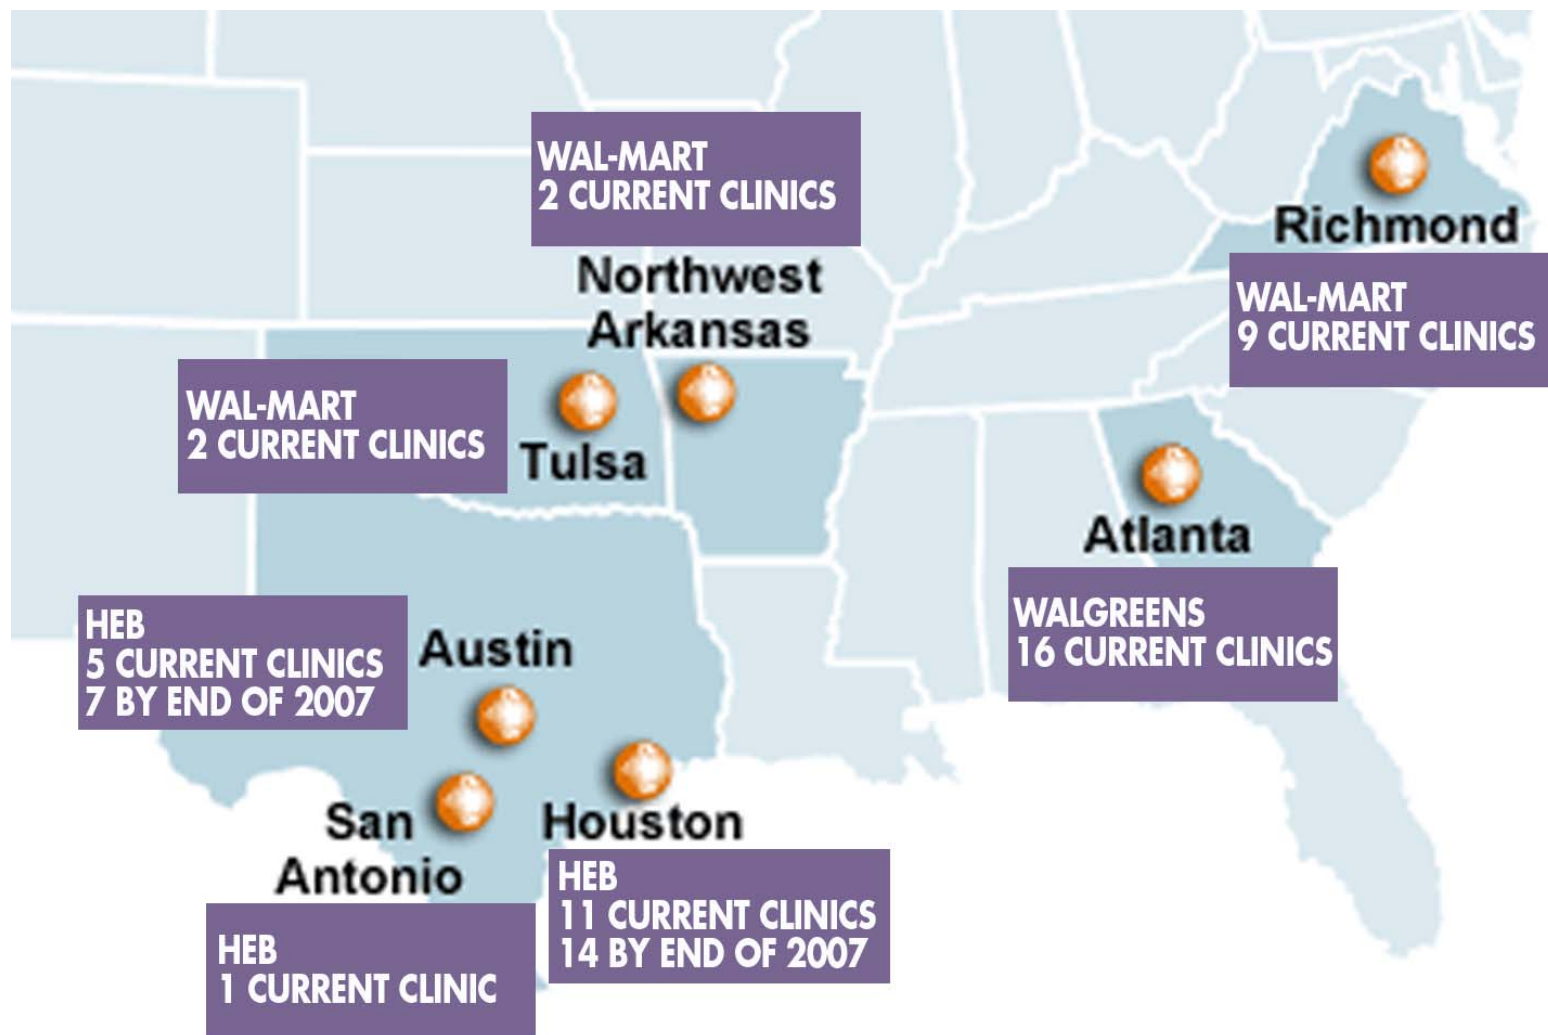 WAL-MART
2 CURRENT CLINICS
Northwest
Arkansas
Richmond
WAL-MART
9 CURRENT CLINICS
WAL-MART
2 CURRENT CLINICS
Tulsa
Atlanta
WALGREENS
16 CURRENT CLINICS
HEB
5 CURRENT CLINICS
7 BY END OF 2007
Austin
San
Antonio
HEB
1 CURRENT CLINIC
Houston
HEB
11 CURRENT CLINICS
14 BY END OF 2007